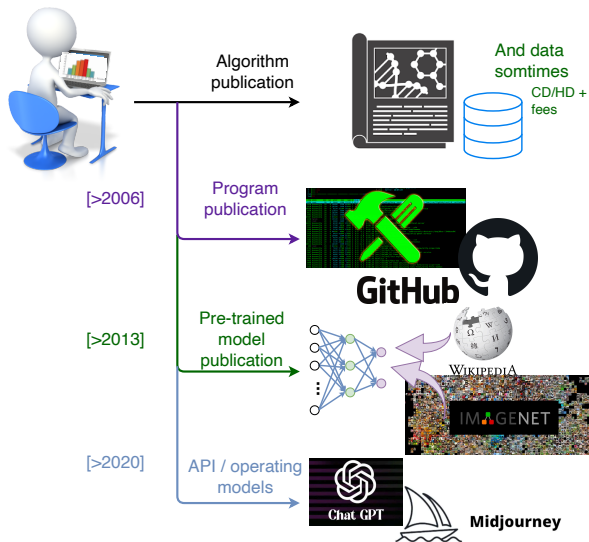 Algorithm
publication
And data
somtimes
CD/HD +
fees
[>2006]
Program
publication
GitHub
[>2013]
Pre-trained
model
publication
WIKIPEDIA
IMAGENET
[>2020]
API / operating
models
Chat GPT
Midjourney